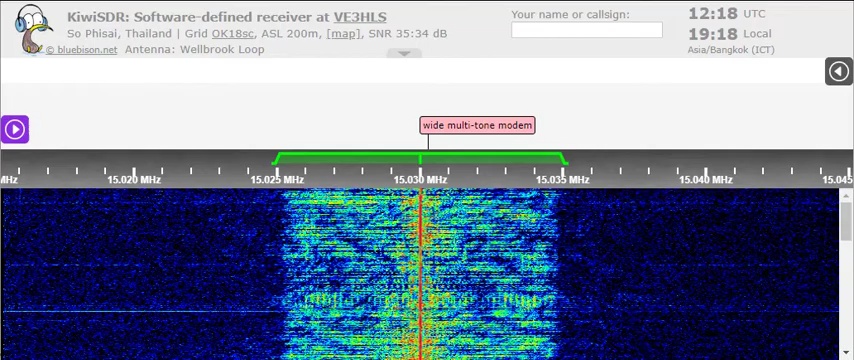 KiwiSDR: Software-defined receiver at VE3HLS
So Phisai, Thailand | Grid OK18sc, ASL 200m, [map], SNR 35:34 dB
© bluebison.net Antenna: Wellbrook Loop
Your name or callsign:
12:18 UTC
19:18 Local
Asia/Bangkok (ICT)
wide multi-tone modem
MHz 15.020 MHz 15.025 MHz 15.030 MHz 15.035 MHz 15.040 MHz 15.045